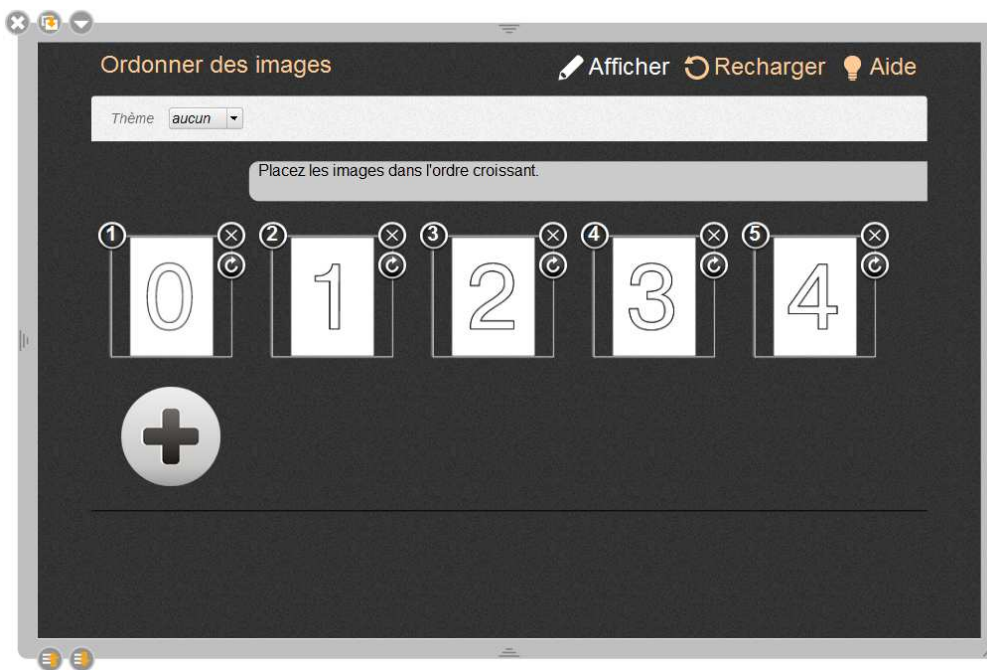 Ordonner des images Afficher Recharger Aide
Thème aucun
Placez les images dans l'ordre croissant.
1 2 3 4 5
0 1 2 3 4